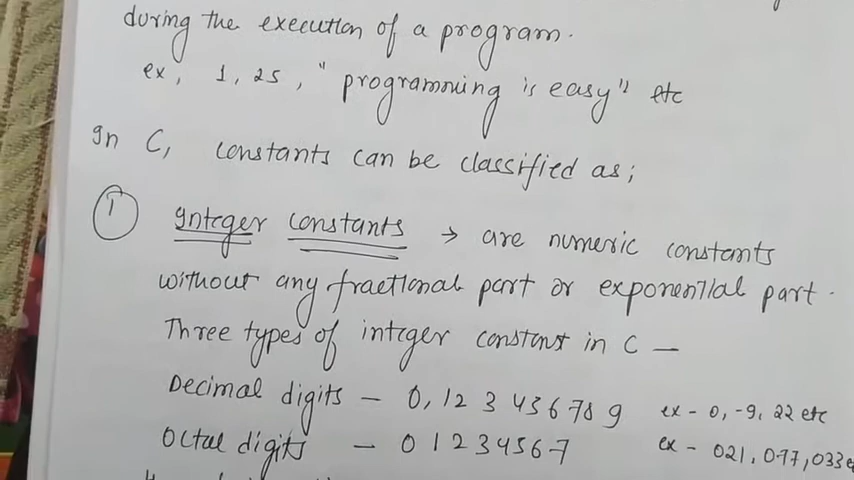 during the execution of a program.
ex, 1, 25, "programming is easy" etc
In C, constants can be classified as;
1 Integer constants → are numeric constants
without any fractional part or exponential part.
Three types of integer constant in C —
Decimal digits — 0, 12 3 4 5 6 7 8 9 ex - 0, -9, 22 etc
Octal digits — 0 1 2 3 4 5 6 7 ex - 021, 077, 033